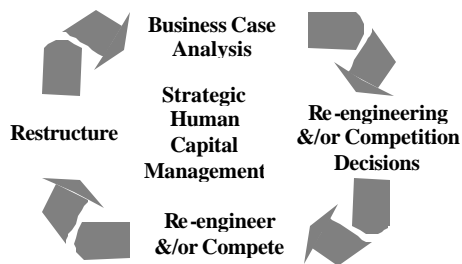 Business Case
Analysis
Strategic
Human
Capital
Management
Restructure
Re-engineering
&/or Competition
Decisions
Re-engineer
&/or Compete